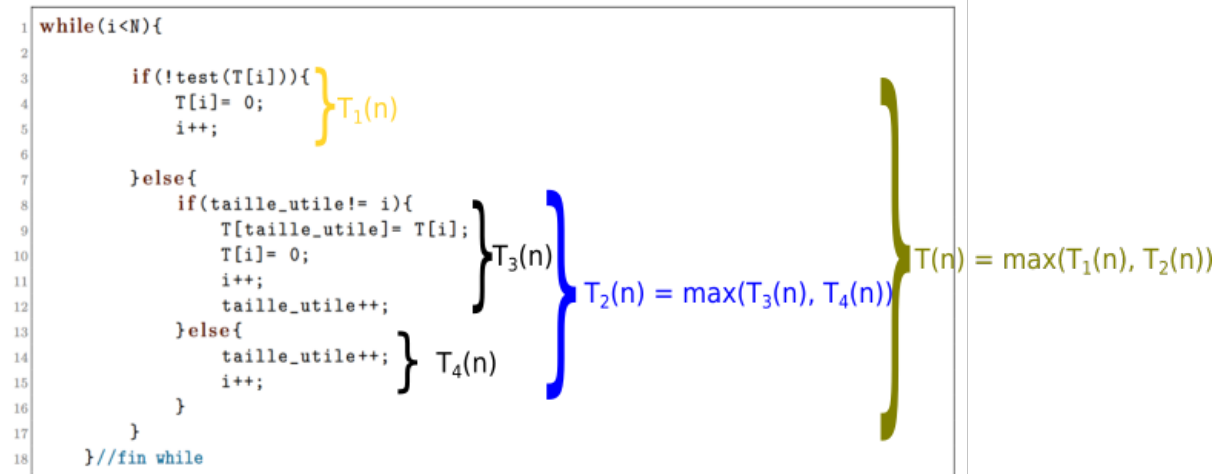 1 while(i<N){
2
3 if(!test(T[i])){
4 T[i]= 0; T₁(n)
5 i++;
6
7 }else{
8 if(taille_utile!= i){
9 T[taille_utile]= T[i];
10 T[i]= 0; T₃(n) T(n) = max(T₁(n), T₂(n))
11 i++; T₂(n) = max(T₃(n), T₄(n))
12 taille_utile++;
13 }else{
14 taille_utile++; T₄(n)
15 i++;
16 }
17 }
18 }//fin while